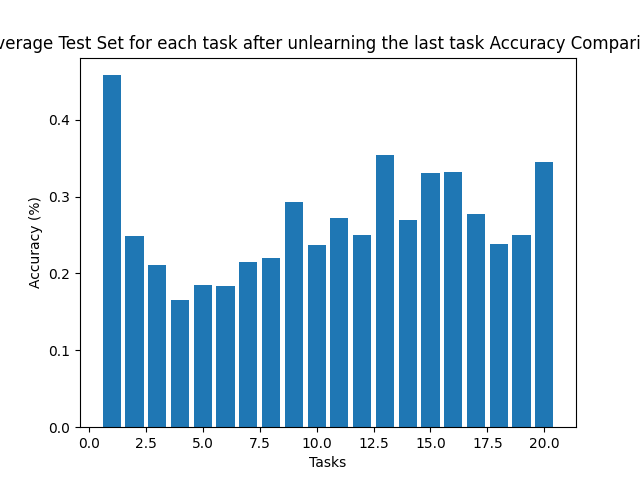 verage Test Set for each task after unlearning the last task Accuracy Compari
Accuracy (%)
0.4
0.3
0.2
0.1
0.0
0.0 2.5 5.0 7.5 10.0 12.5 15.0 17.5 20.0
Tasks